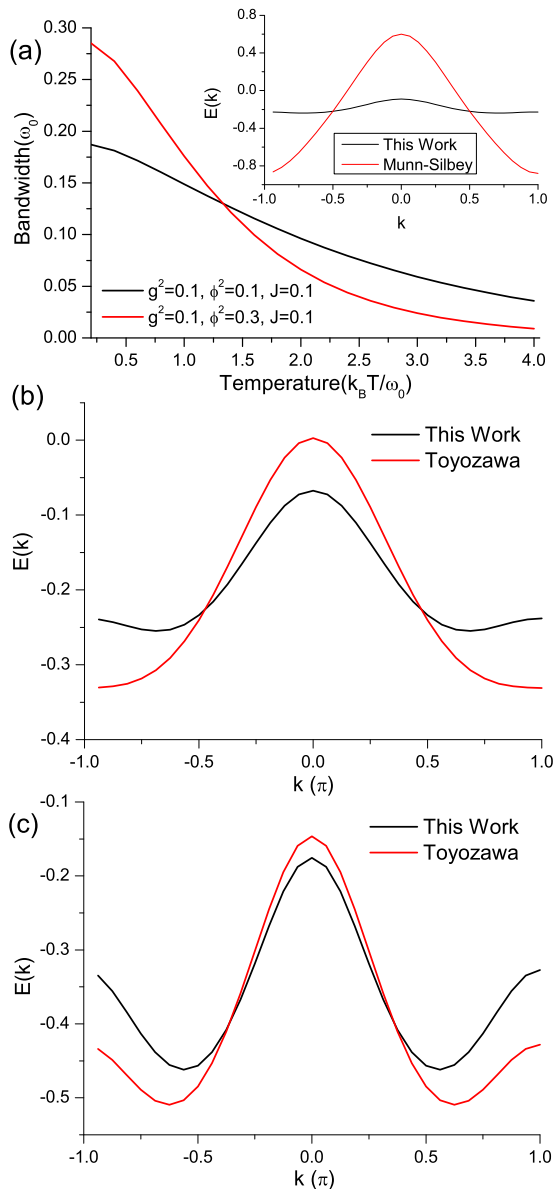 (a)
0.30
0.25
0.20
0.15
0.10
0.05
0.00
Bandwidth(ω₀)
0.5 1.0 1.5 2.0 2.5 3.0 3.5 4.0
Temperature(k_BT/ω₀)
g²=0.1, ϕ²=0.1, J=0.1
g²=0.1, ϕ²=0.3, J=0.1
0.8
0.4
0.0
-0.4
-0.8
E(k)
-1.0 -0.5 0.0 0.5 1.0
k
This Work
Munn-Silbey
(b)
0.0
-0.1
-0.2
-0.3
-0.4
E(k)
-1.0 -0.5 0.0 0.5 1.0
k (π)
This Work
Toyozawa
(c)
-0.1
-0.2
-0.3
-0.4
-0.5
E(k)
-1.0 -0.5 0.0 0.5 1.0
k (π)
This Work
Toyozawa